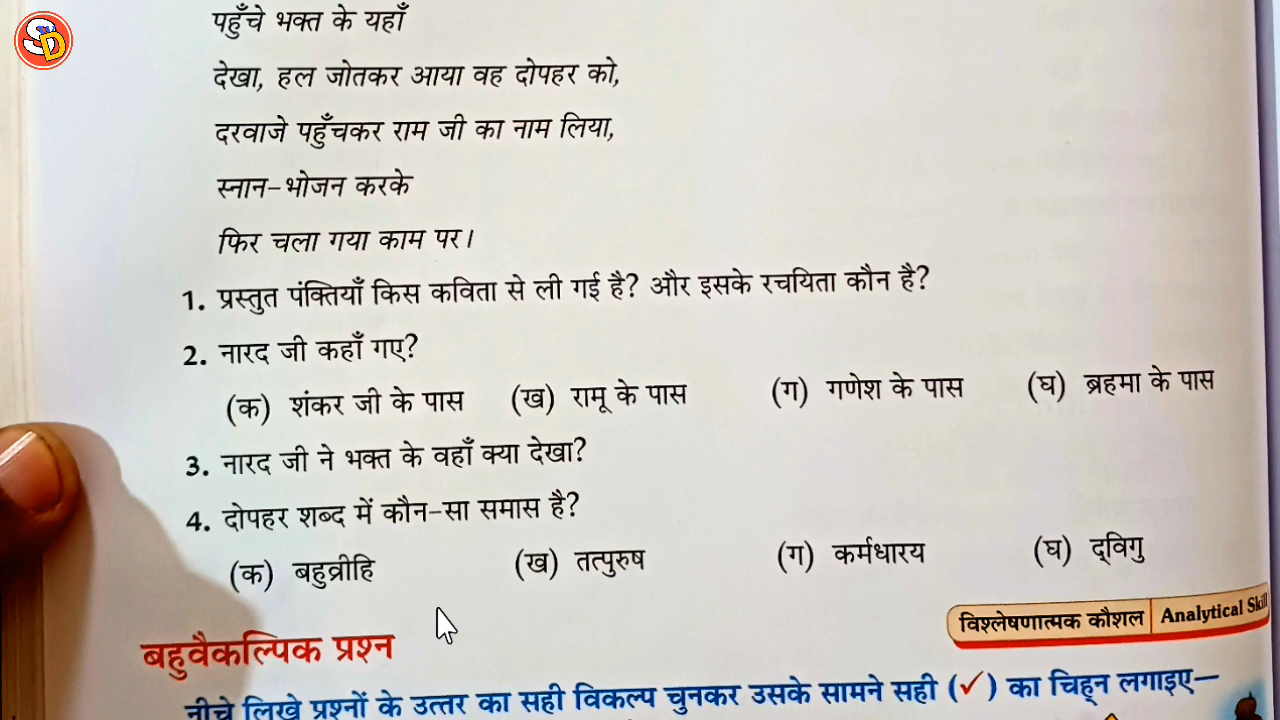 SD
पहुँचे भक्त के यहाँ
देखा, हल जोतकर आया वह दोपहर को,
दरवाजे पहुँचकर राम जी का नाम लिया,
स्नान-भोजन करके
फिर चला गया काम पर।
1. प्रस्तुत पंक्तियाँ किस कविता से ली गई है? और इसके रचयिता कौन है?
2. नारद जी कहाँ गए?
(क) शंकर जी के पास (ख) रामू के पास (ग) गणेश के पास (घ) ब्रहमा के पास
3. नारद जी ने भक्त के वहाँ क्या देखा?
4. दोपहर शब्द में कौन-सा समास है?
(क) बहुव्रीहि (ख) तत्पुरुष (ग) कर्मधारय (घ) द्‌विगु
विश्लेषणात्मक कौशल | Analytical Skill
बहुवैकल्पिक प्रश्न
नीचे लिखे प्रश्नों के उत्तर का सही विकल्प चुनकर उसके सामने सही (✓) का चिह्‌न लगाइए—